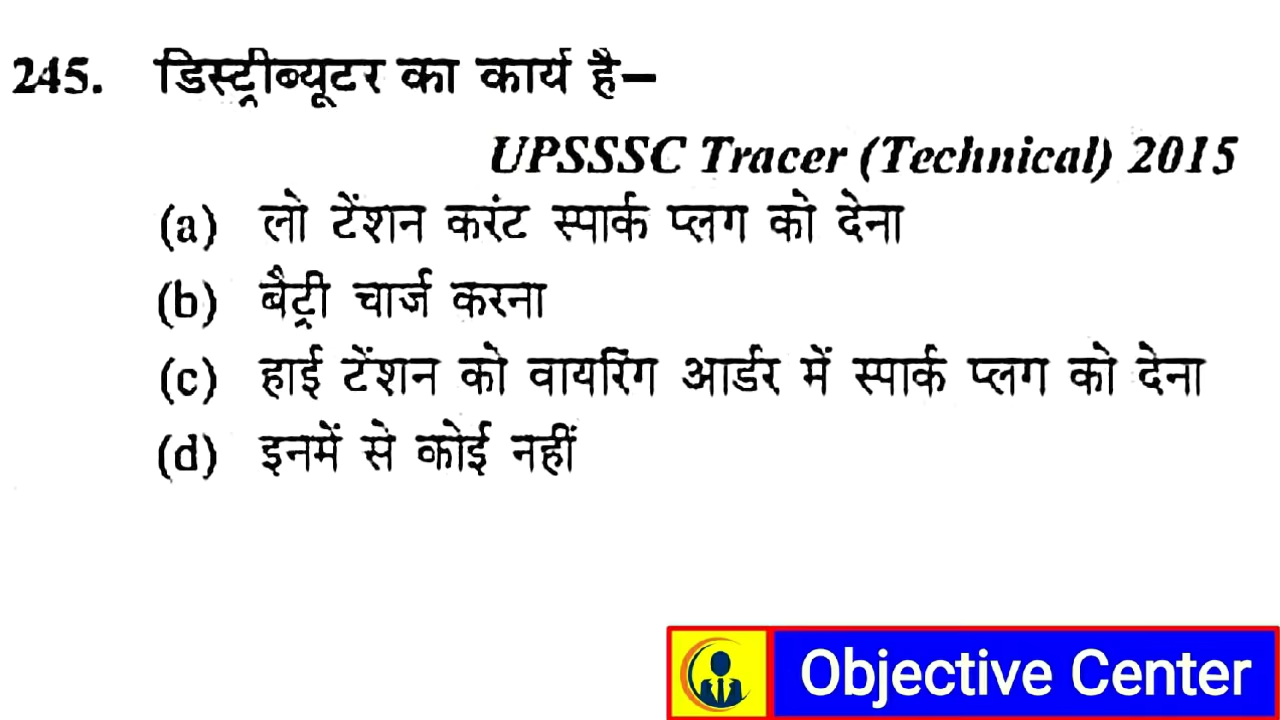 245. डिस्ट्रीब्यूटर का कार्य है–
UPSSSC Tracer (Technical) 2015
(a) लो टेंशन करंट स्पार्क प्लग को देना
(b) बैट्री चार्ज करना
(c) हाई टेंशन को वायरिंग आर्डर में स्पार्क प्लग को देना
(d) इनमें से कोई नहीं
Objective Center